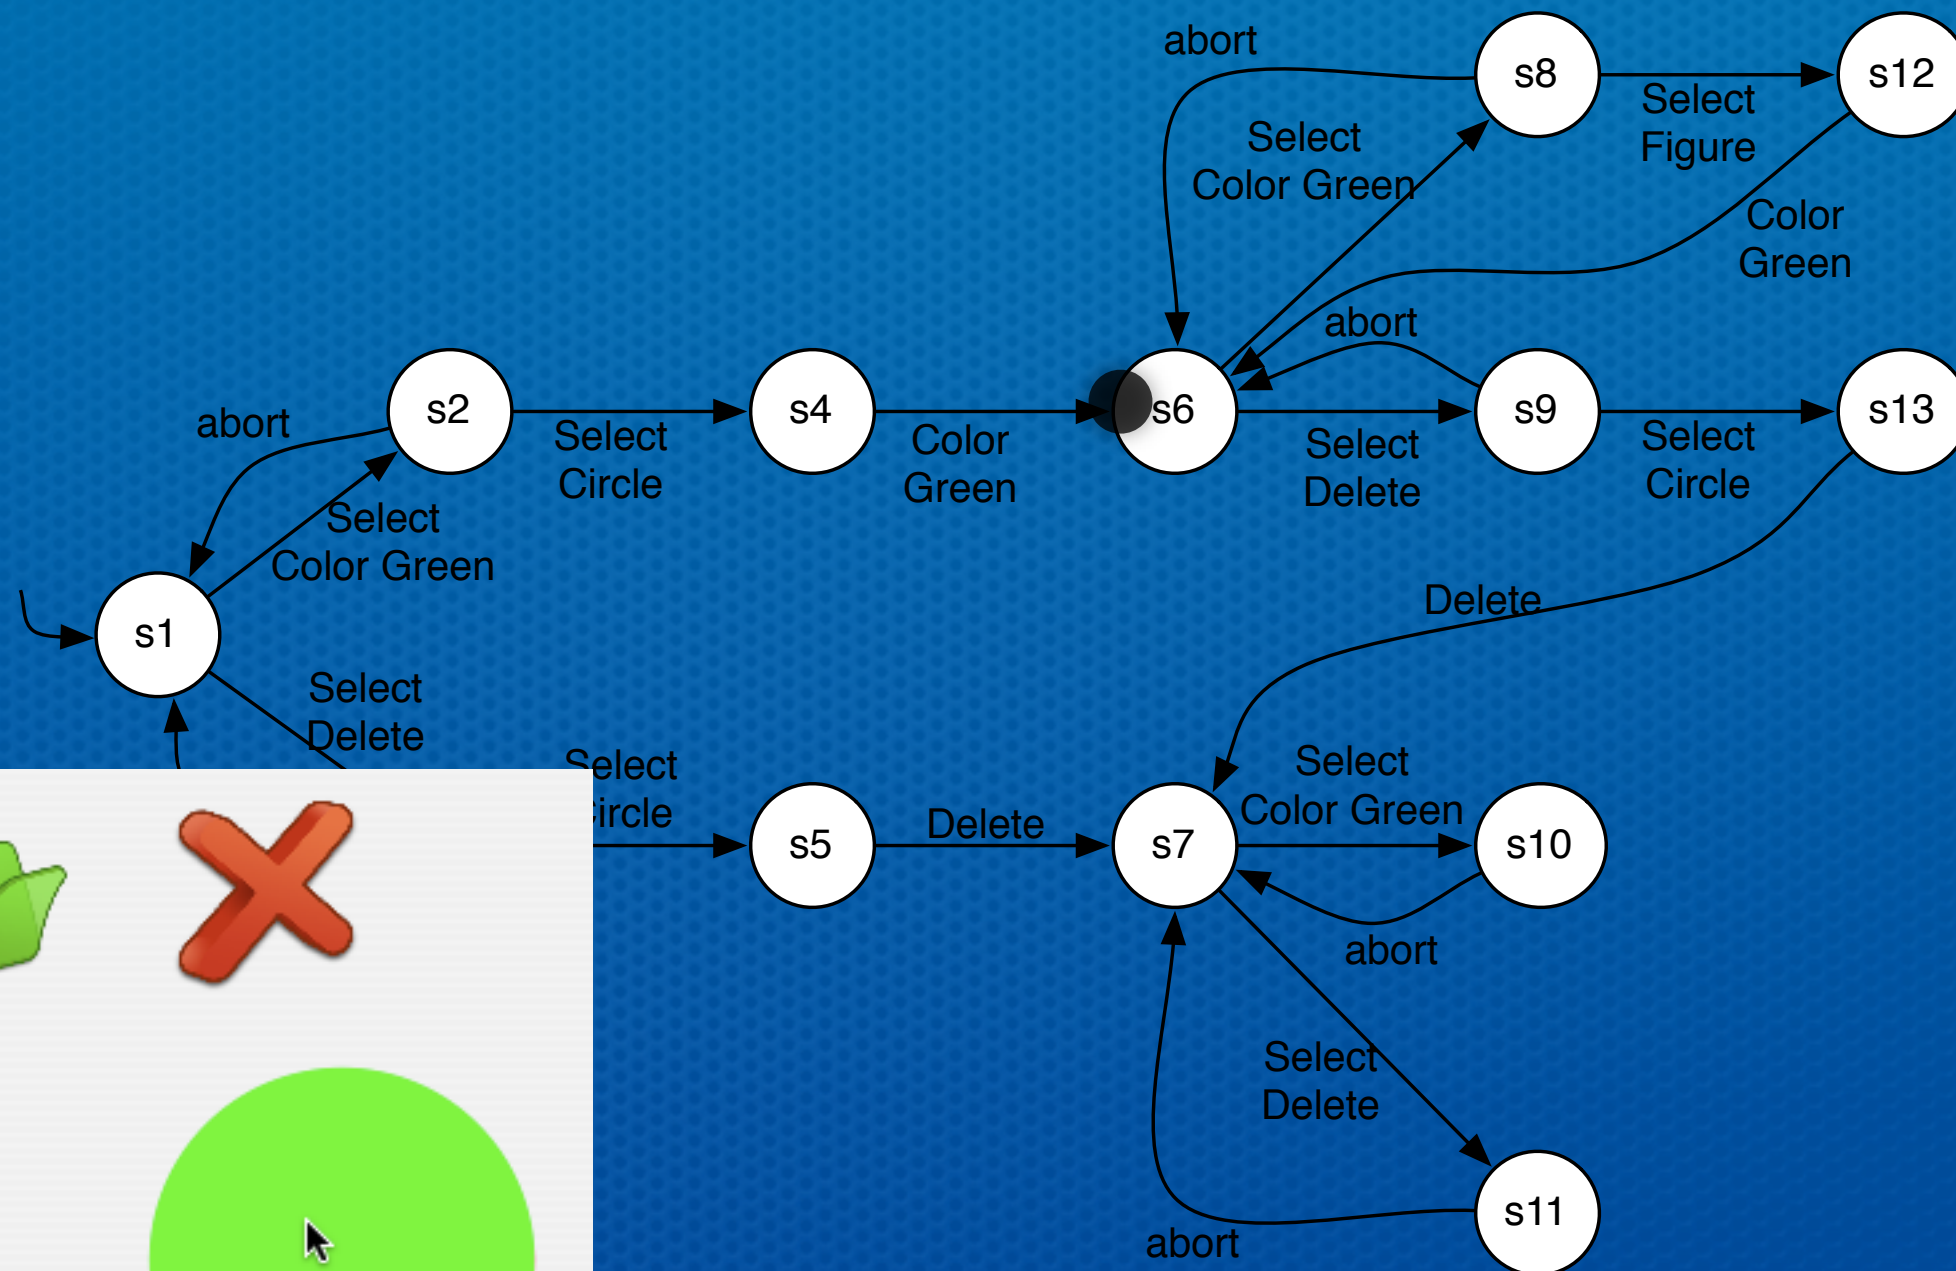 abort
s8
s12
Select
Figure
Select
Color Green
Color
Green
abort
s2
s4
s6
s9
s13
abort
Select
Circle
Color
Green
Select
Delete
Select
Circle
Select
Color Green
Delete
s1
Select
Delete
Select
Circle
s5
Delete
s7
Select
Color Green
s10
abort
Select
Delete
s11
abort